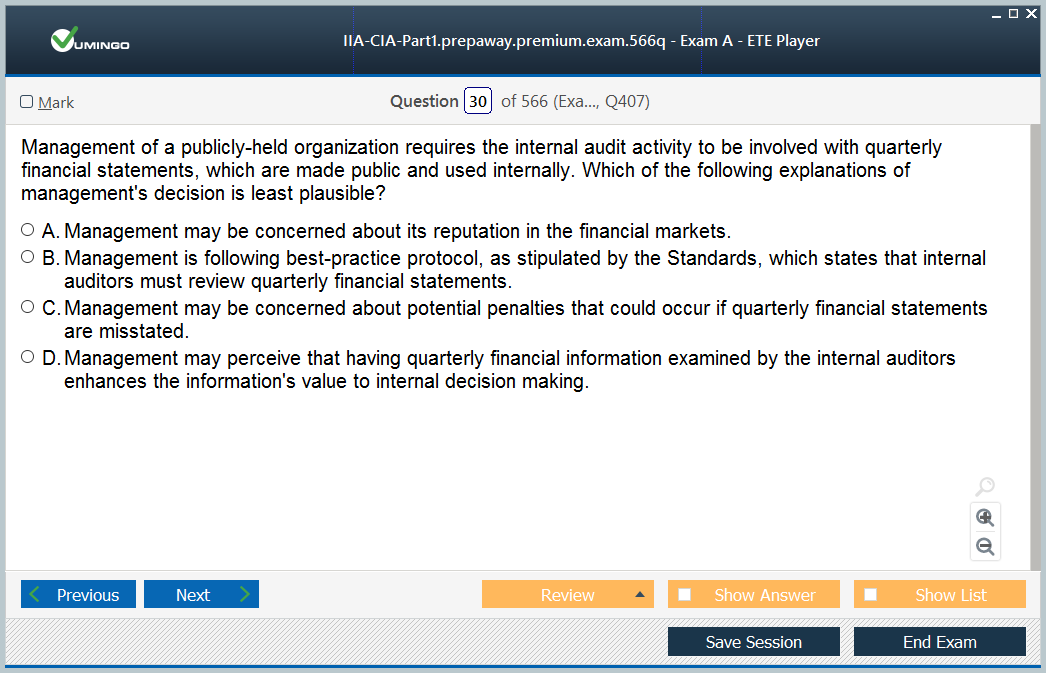 VUMINGO
IIA-CIA-Part1.prepaway.premium.exam.566q - Exam A - ETE Player
Mark
Question 30 of 566 (Exa..., Q407)
Management of a publicly-held organization requires the internal audit activity to be involved with quarterly
financial statements, which are made public and used internally. Which of the following explanations of
management's decision is least plausible?
A. Management may be concerned about its reputation in the financial markets.
B. Management is following best-practice protocol, as stipulated by the Standards, which states that internal
auditors must review quarterly financial statements.
C. Management may be concerned about potential penalties that could occur if quarterly financial statements
are misstated.
D. Management may perceive that having quarterly financial information examined by the internal auditors
enhances the information's value to internal decision making.
Previous
Next
Review
Show Answer
Show List
Save Session
End Exam